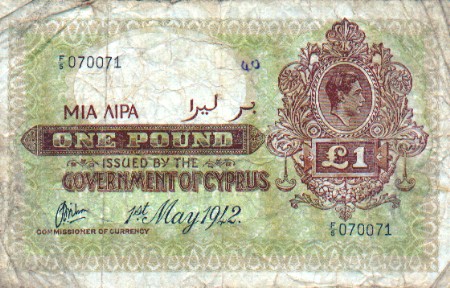 F/6 070071
ΜΙΑ ΛΙΡΑ بر ليرا
ONE POUND
ISSUED BY THE
GOVERNMENT OF CYPRUS
£1
1st May 1942.
COMMISSIONER OF CURRENCY
F/6 070071